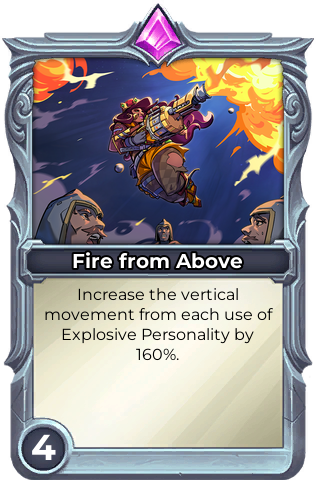 Fire from Above
Increase the vertical
movement from each use of
Explosive Personality by
160%.
4